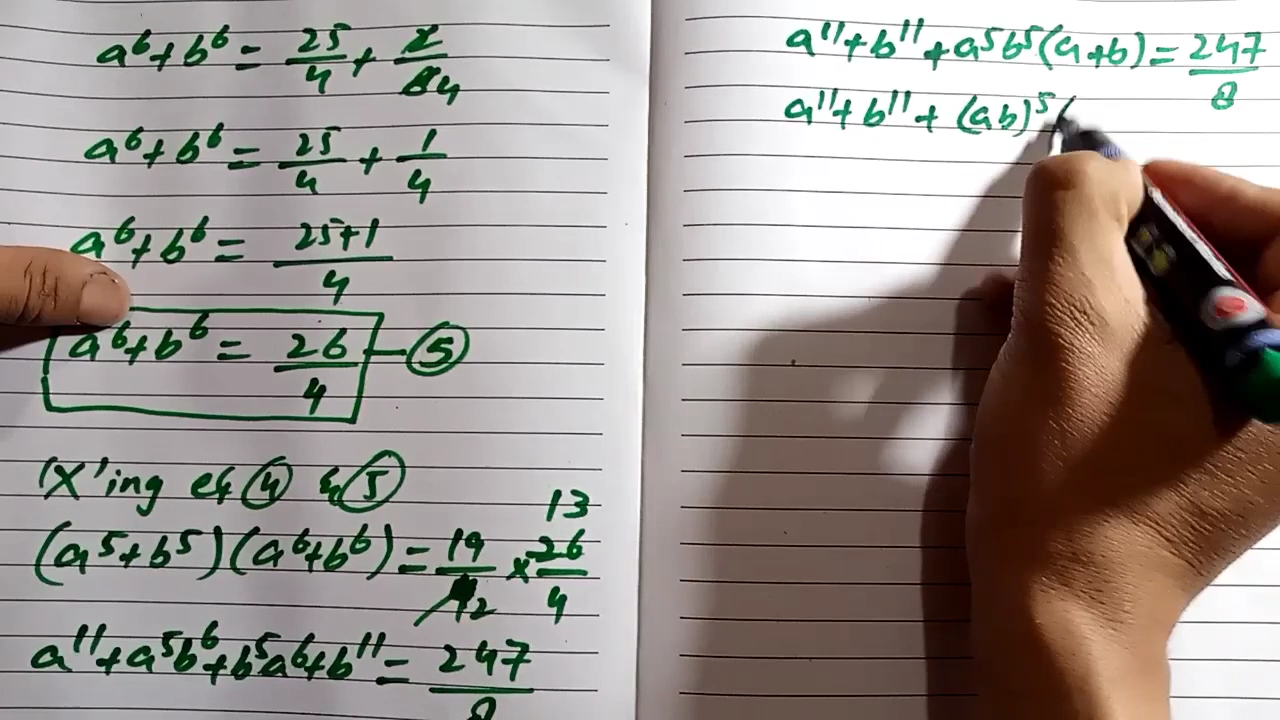 a⁶+b⁶ = 25/4 + 2/84
a⁶+b⁶ = 25/4 + 1/4
a⁶+b⁶ = 25+1/4
a⁶+b⁶ = 26/4 — ⑤
'X'ing eq ④ & ⑤
13
(a⁵+b⁵)(a⁶+b⁶) = 19/42 × 26/4
a¹¹+a⁵b⁶+b⁵a⁶+b¹¹ = 247/8
a¹¹+b¹¹+a⁵b⁵(a+b) = 247/8
a¹¹+b¹¹+(ab)⁵(